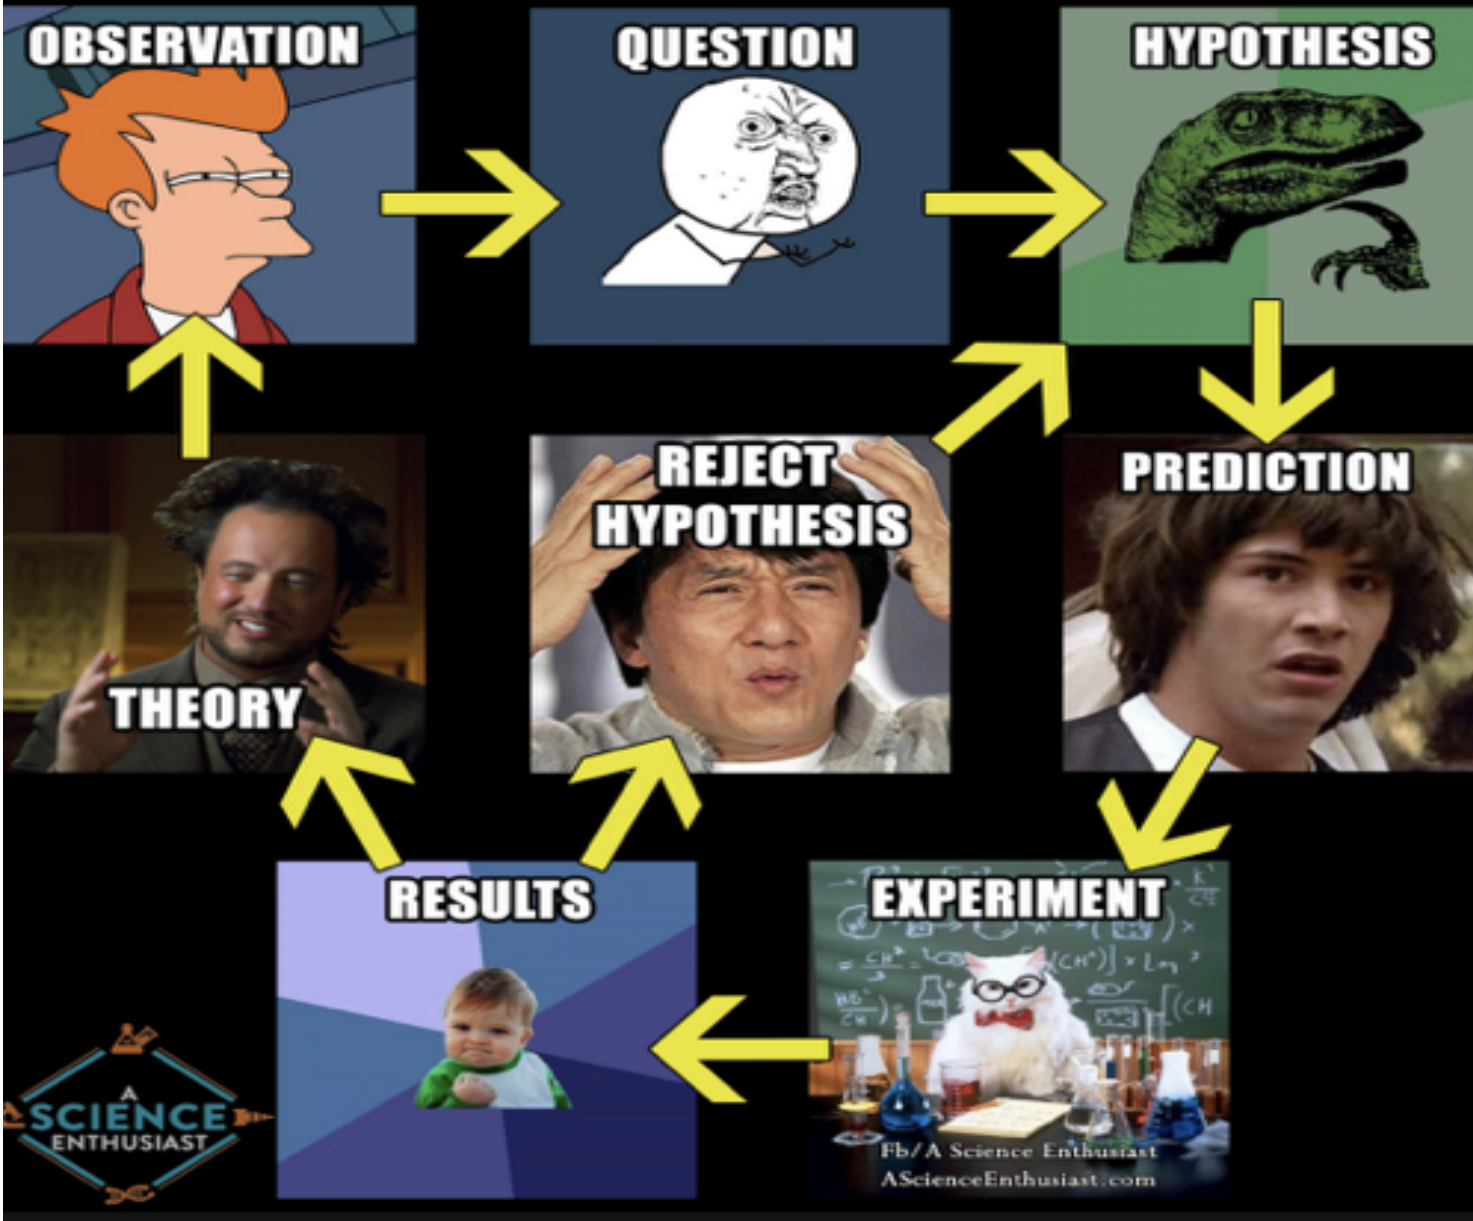 OBSERVATION
QUESTION
HYPOTHESIS
THEORY
REJECT
HYPOTHESIS
PREDICTION
RESULTS
EXPERIMENT
Fb/A Science Enthusiast
AScienceEnthusiast.com
A
SCIENCE
ENTHUSIAST